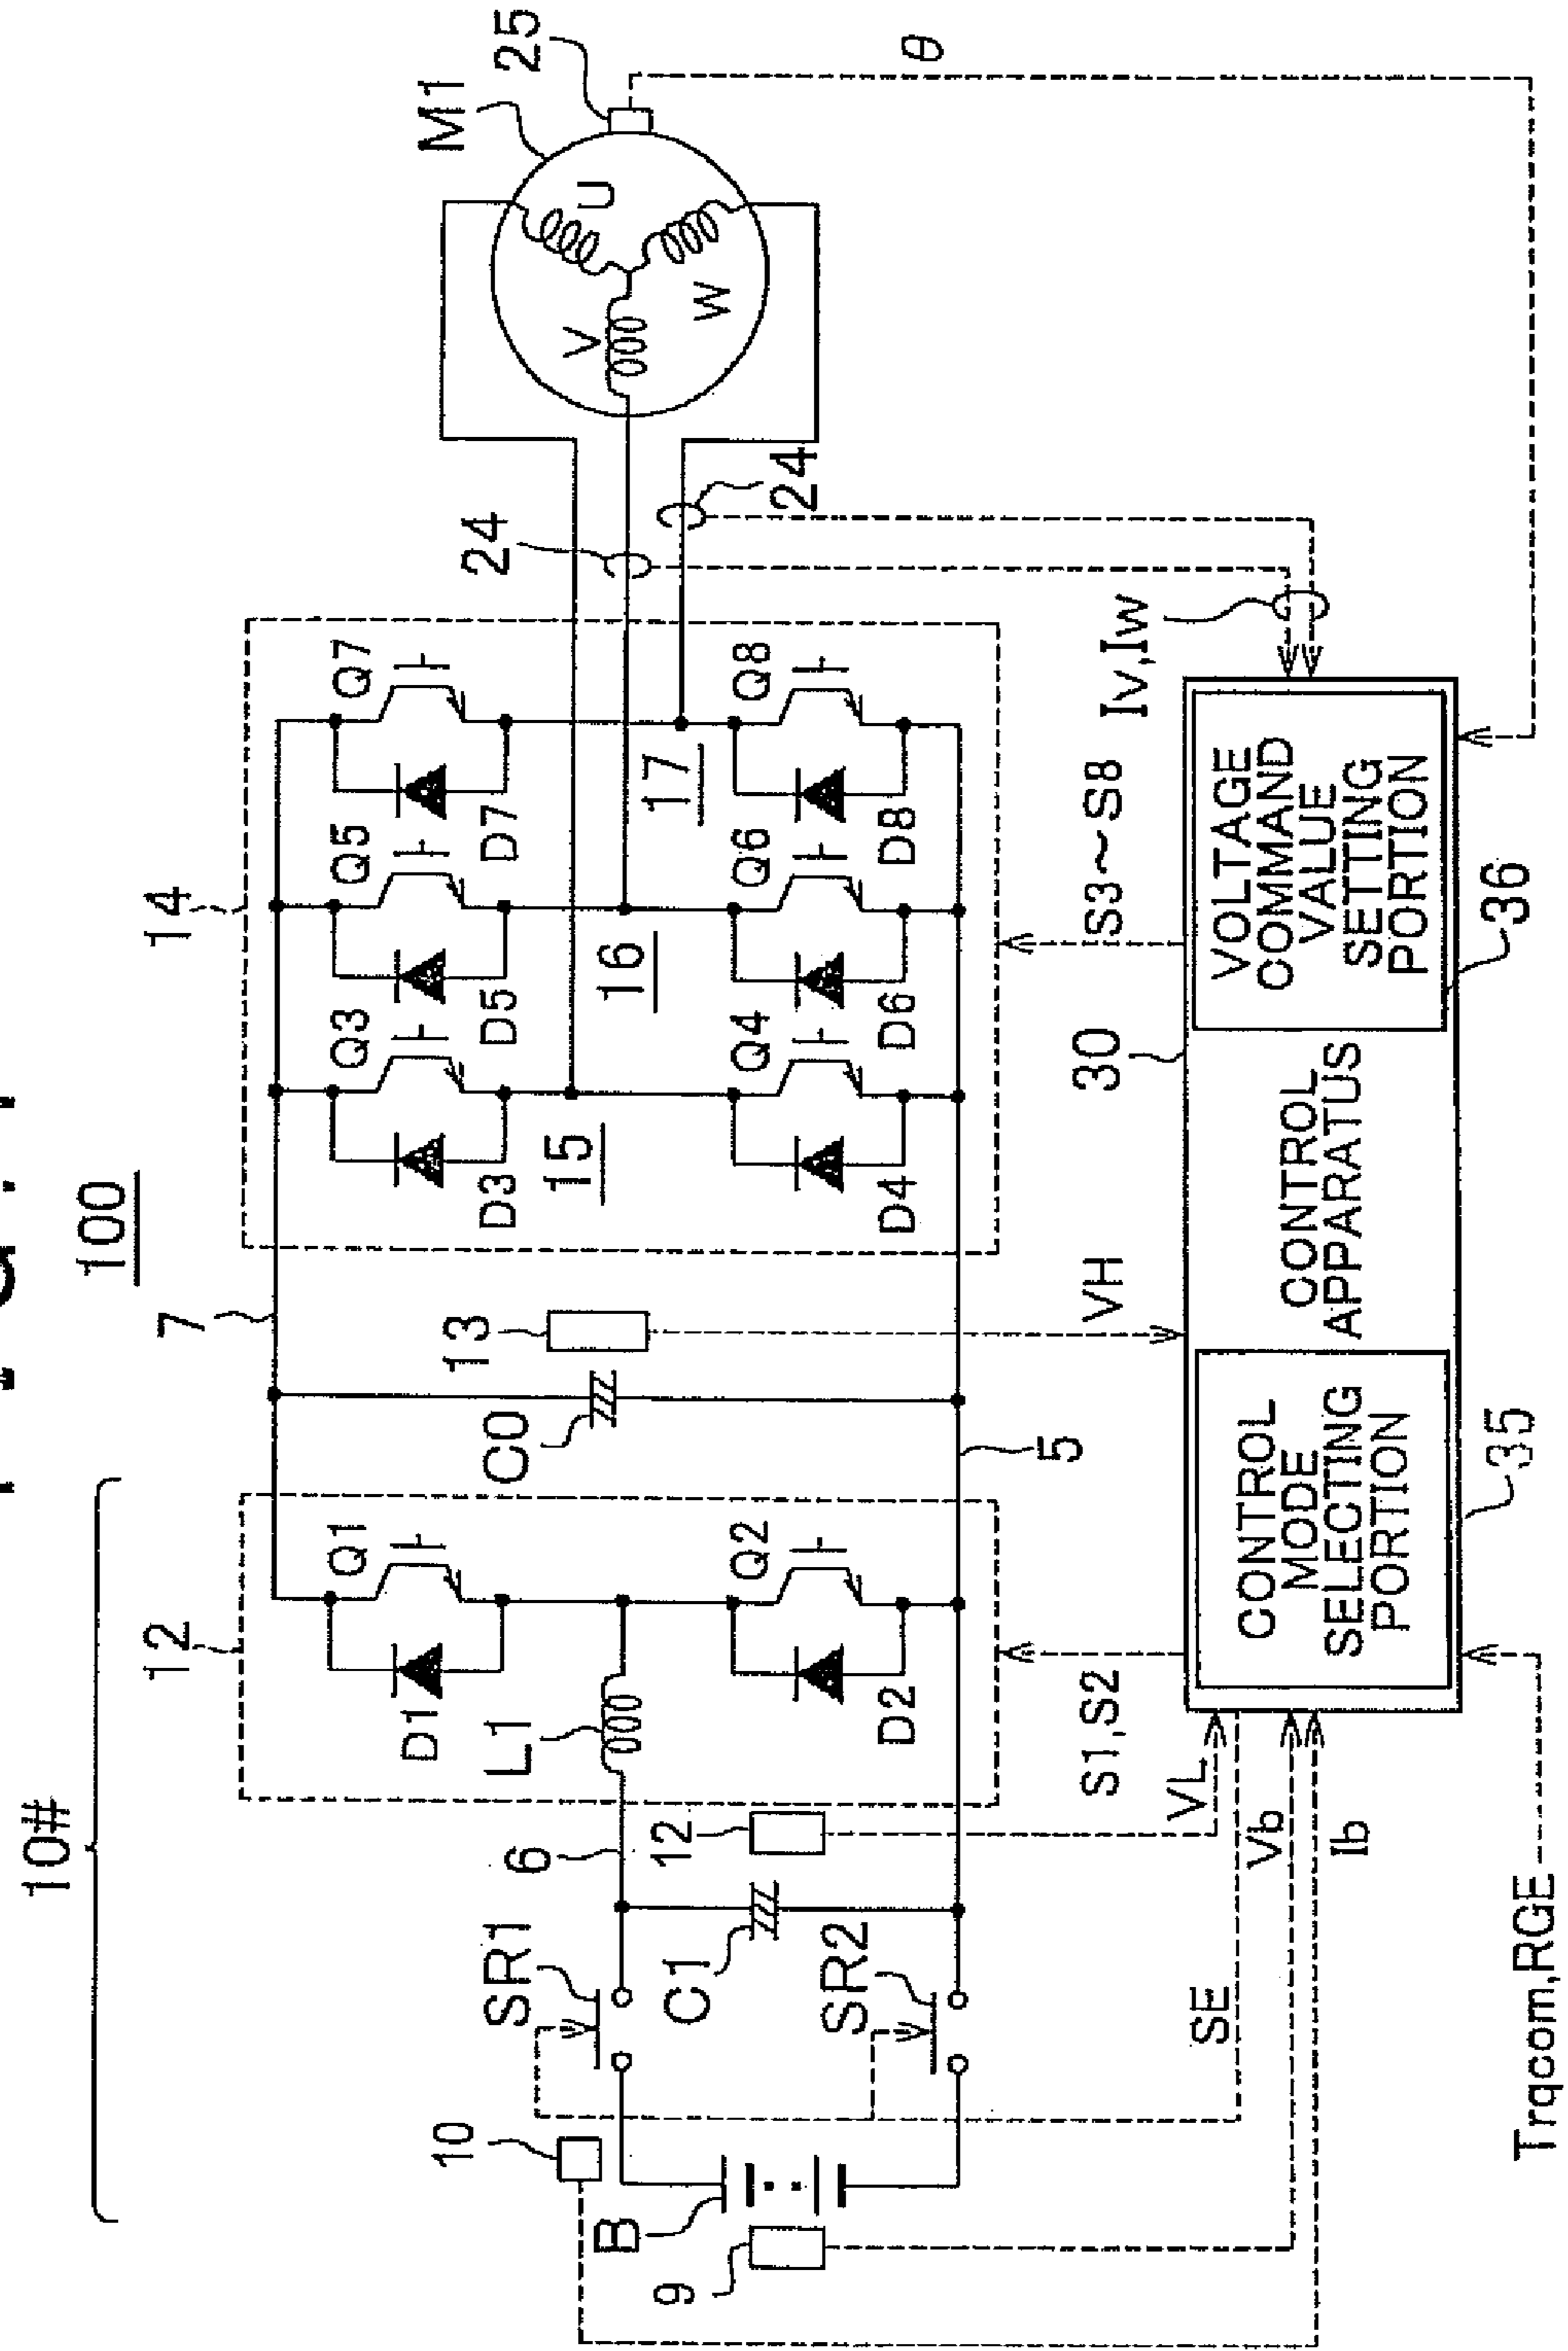 100
10#
12
14
7
Q1
D1
L1
Q2
D2
6
12
SR1
C1
SR2
10
B
9
C0
13
5
Q3
D3
Q5
D5
Q7
D7
15
16
17
Q4
D4
Q6
D6
Q8
D8
24
24
M1
25
U
V
W
θ
SE
VL
Vb
Ib
S1,S2
VH
S3~S8
Iv,Iw
30
CONTROL
MODE
SELECTING
PORTION
35
CONTROL
APPARATUS
VOLTAGE
COMMAND
VALUE
SETTING
PORTION
36
Trqcom,RGE